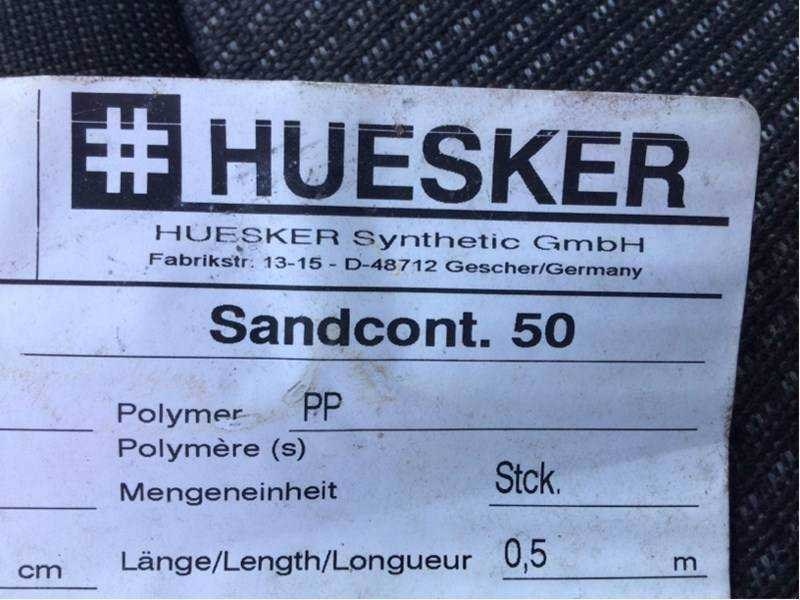 HUESKER
HUESKER Synthetic GmbH
Fabrikstr. 13-15 - D-48712 Gescher/Germany
Sandcont. 50
Polymer PP
Polymère (s)
Mengeneinheit Stck.
cm Länge/Length/Longueur 0,5 m